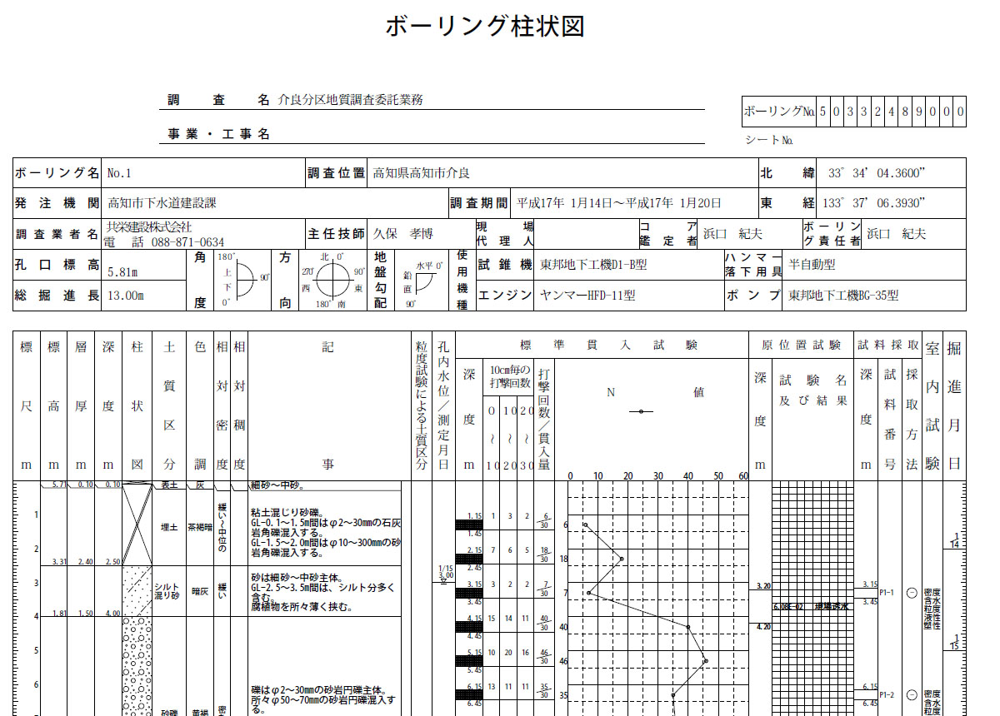 ボーリング柱状図
調 査 名 介良分区地質調査委託業務
事業・工事名
ボーリングNo. 5 0 3 3 2 4 8 9 0 0 0
シートNo.
ボーリング名 No.1 調査位置 高知県高知市介良 北 緯 33° 34' 04.3600"
発注機関 高知市下水道建設課 調査期間 平成17年 1月14日～平成17年 1月20日 東 経 133° 37' 06.3930"
調査業者名 共栄建設株式会社 電 話 088-871-0634 主任技師 久保 孝博 現場代理人 コア鑑定者 浜口 紀夫 ボーリング責任者 浜口 紀夫
孔口標高 5.81m 角度 180° 上 下 0° 90° 方向 北 0° 270° 90° 西 東 180° 南 地盤勾配 水平 0° 鉛直 90° 使用機種 試錐機 東邦地下工機D1-B型 ハンマー落下用具 半自動型
総掘進長 13.00m エンジン ヤンマーHFD-11型 ポンプ 東邦地下工機BG-35型
標尺 m 標高 m 層厚 m 深度 m 柱状図 土質区分 色調 相対密度 相対稠度 記事 粒度試験による土質区分 孔内水位／測定月日
標準貫入試験 深度 m 10cm毎の打撃回数 0～10 10～20 20～30 打撃回数／貫入量 N 値
0 10 20 30 40 50 60
原位置試験 深度 m 試験名及び結果 試料採取 深度 m 試料番号 採取方法 室内試験 掘進月日
5.71 0.10 0.10 表土 灰 細砂～中砂。
1
2
3.31 2.40 2.50 埋土 茶褐暗 緩い～中位の
粘土混じり砂礫。
GL-0.1～1.5m間はφ2～30mmの石灰
岩角礫混入する。
GL-1.5～2.0m間はφ10～300mmの砂
岩角礫混入する。
3
4
1.81 1.50 4.00 シルト混り砂 暗灰 緩い
砂は細砂～中砂主体。
GL-2.5～3.5m間は、シルト分多く
含む。
腐植物を所々薄く挟む。
5
6
砂礫 黄褐 密
礫はφ2～30mmの砂岩円礫主体。
所々φ50～70mmの砂岩円礫混入す
る。
1/15
3.00
1.15 1.45 1 3 2 6/30 6
2.15 2.45 7 6 5 18/30 18
3.15 3.45 3 2 2 7/30 7
4.15 4.45 15 14 11 40/30 40
5.15 5.45 10 20 16 46/30 46
6.15 6.45 13 11 11 35/30 35
3.20
6.08E-02 現場透水
4.20
3.15 3.45 P1-1 密度 含水 粒度 液性 塑性
6.15 6.45 P1-2 密度 含水 粒度
1/14
1/15